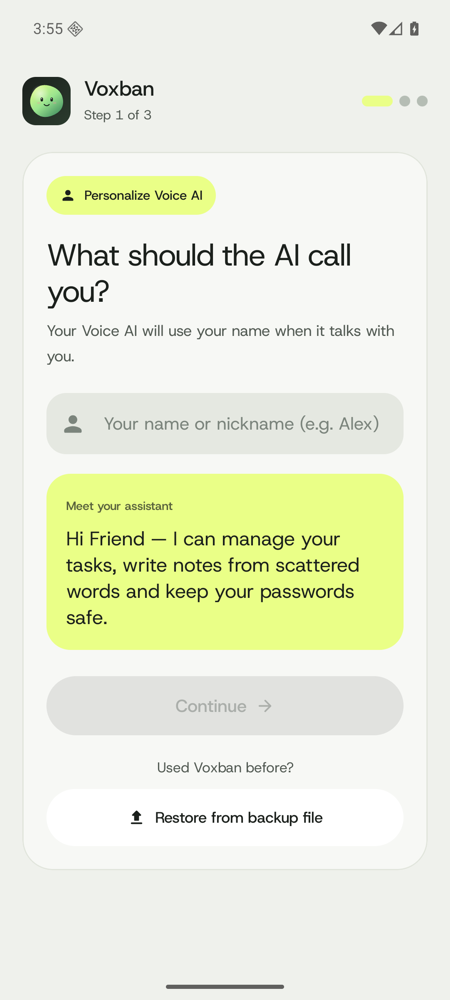 3:55
Voxban
Step 1 of 3
Personalize Voice AI
What should the AI call
you?
Your Voice AI will use your name when it talks with
you.
Your name or nickname (e.g. Alex)
Meet your assistant
Hi Friend — I can manage your
tasks, write notes from scattered
words and keep your passwords
safe.
Continue →
Used Voxban before?
Restore from backup file